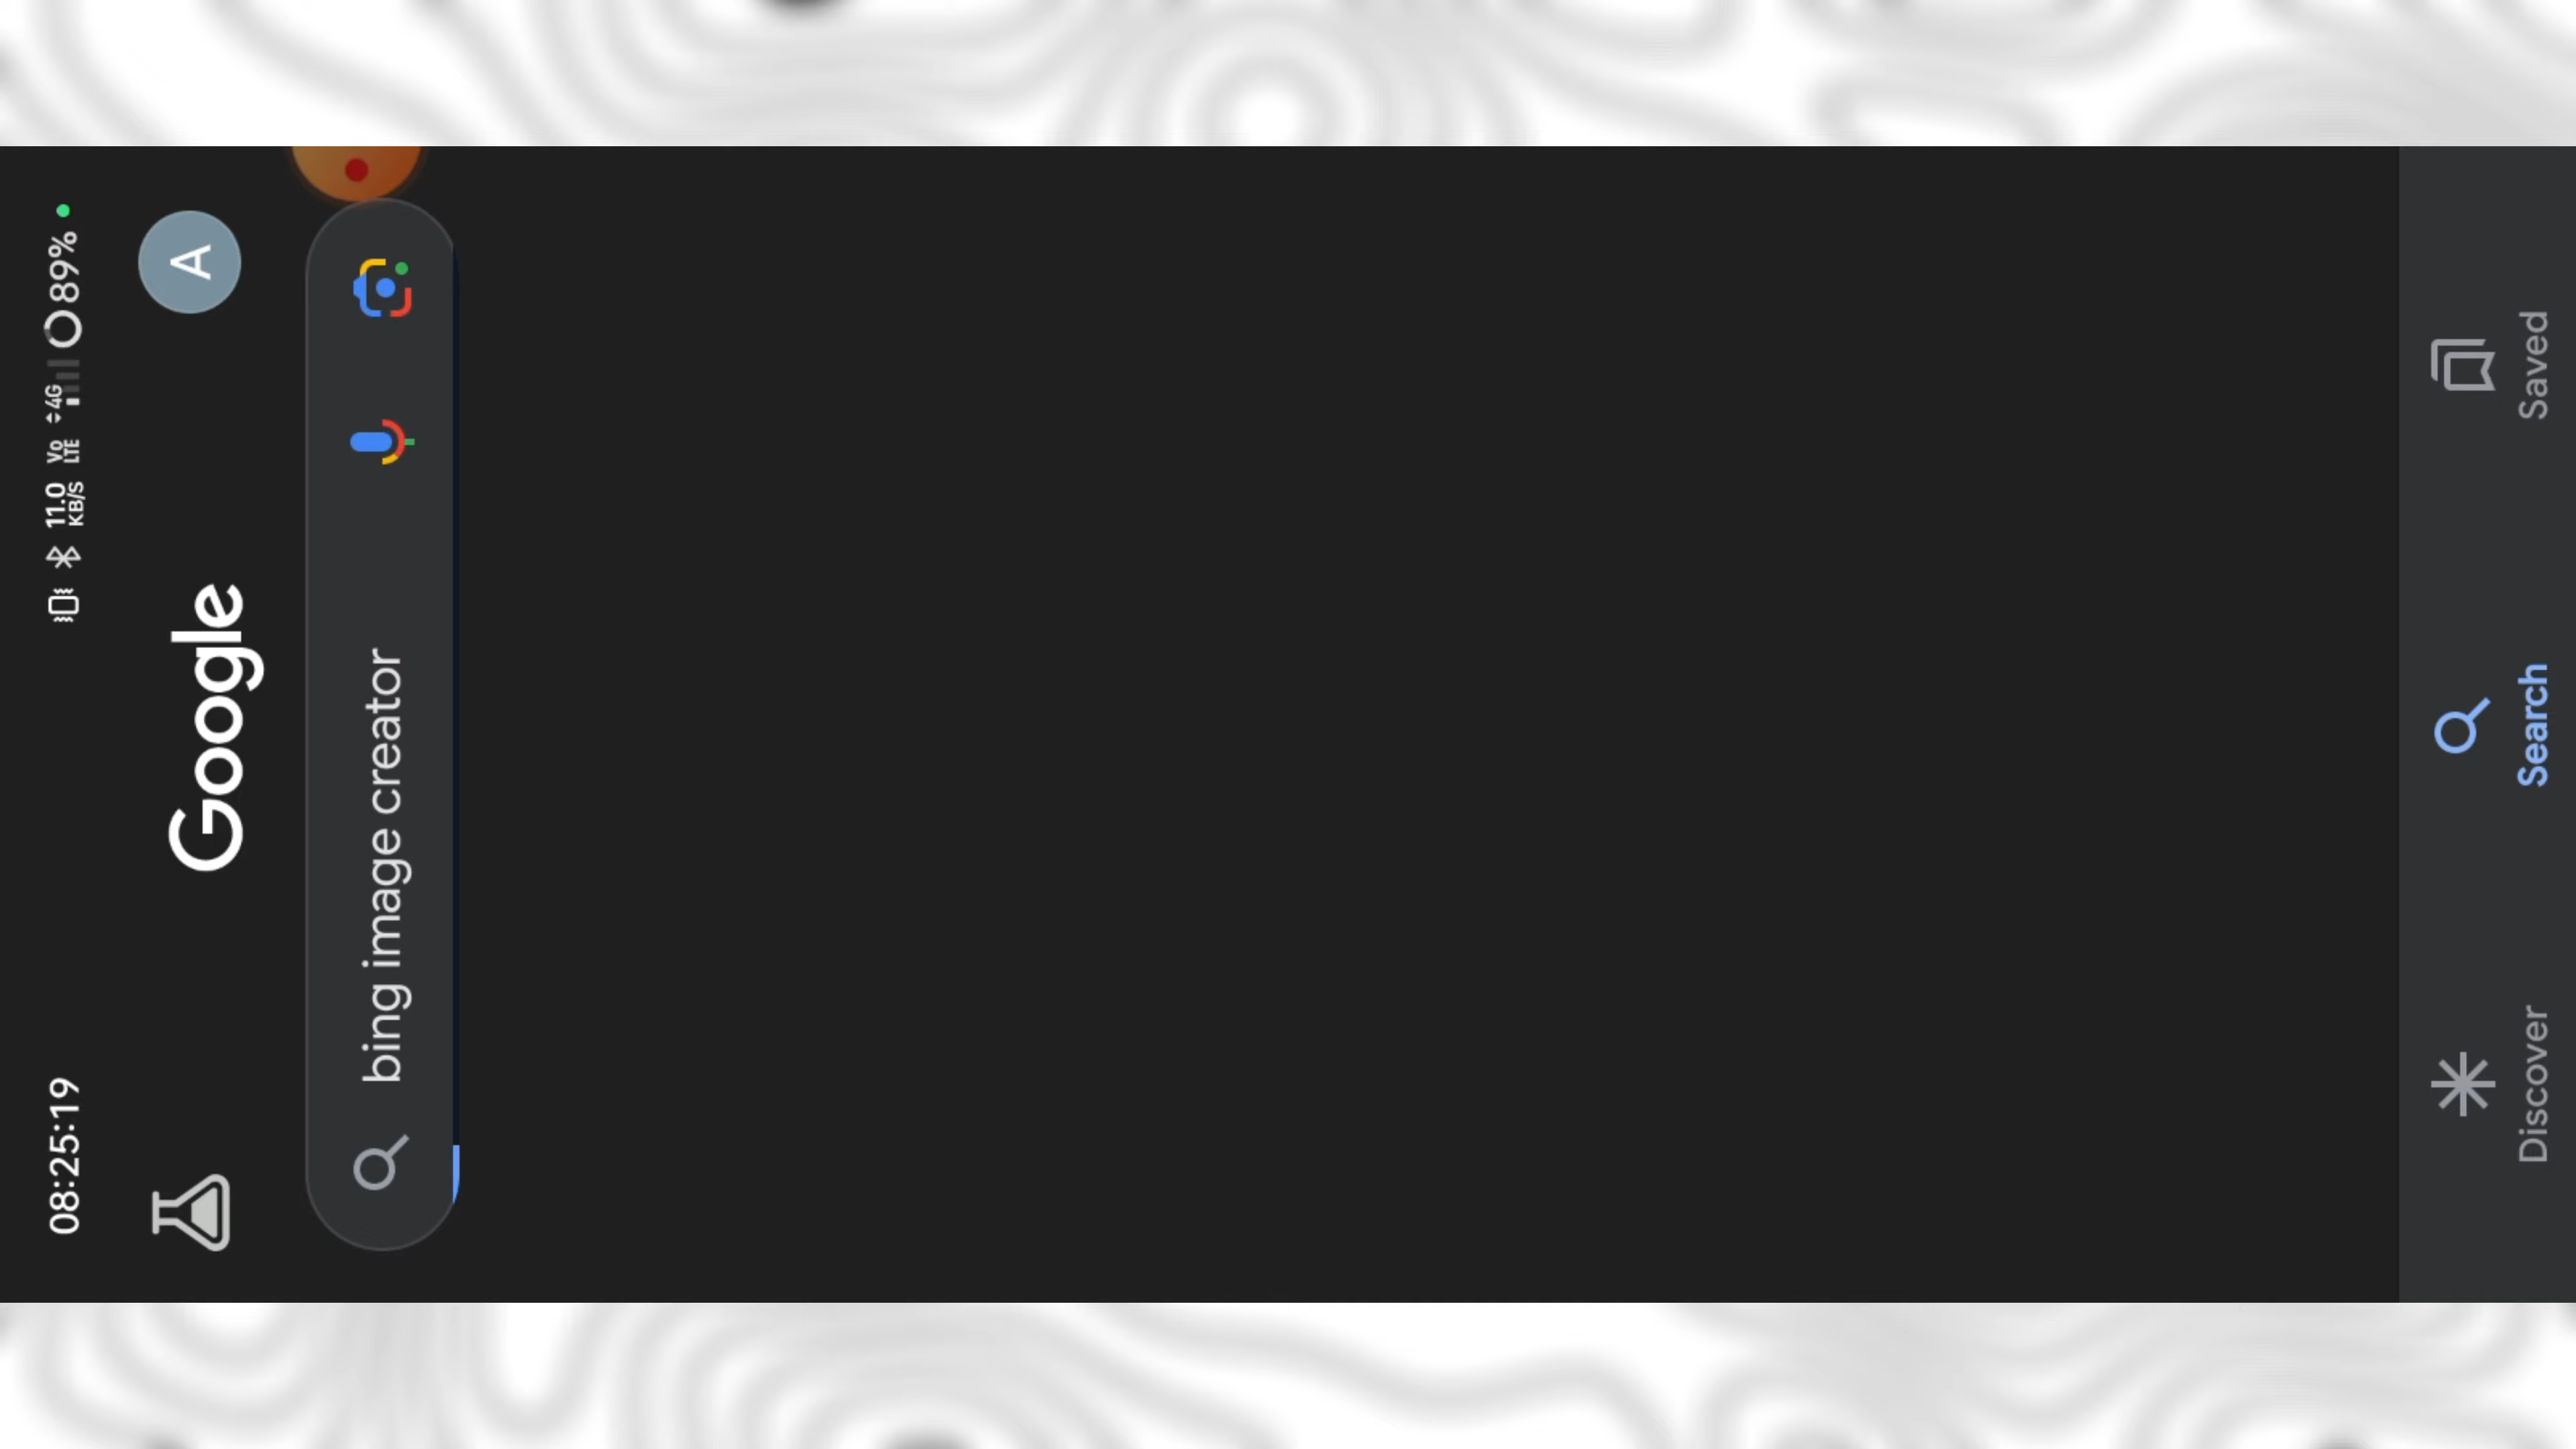 08:25:19
11.0 KB/S Vo LTE 4G 89%
Google
A
bing image creator
Discover
Search
Saved